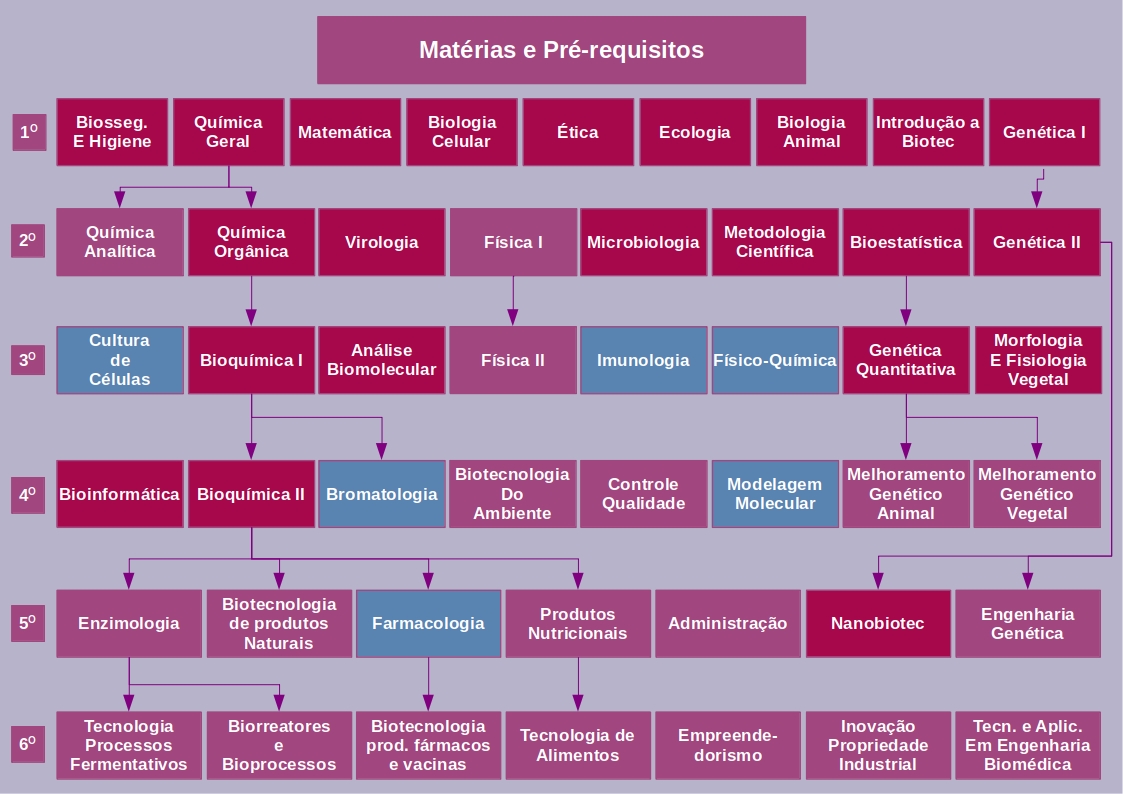 Matérias e Pré-requisitos
1º
Biosseg.
E Higiene
Química
Geral
Matemática
Biologia
Celular
Ética
Ecologia
Biologia
Animal
Introdução a
Biotec
Genética I
2º
Química
Analítica
Química
Orgânica
Virologia
Física I
Microbiologia
Metodologia
Científica
Bioestatística
Genética II
3º
Cultura
de
Células
Bioquímica I
Análise
Biomolecular
Física II
Imunologia
Físico-Química
Genética
Quantitativa
Morfologia
E Fisiologia
Vegetal
4º
Bioinformática
Bioquímica II
Bromatologia
Biotecnologia
Do
Ambiente
Controle
Qualidade
Modelagem
Molecular
Melhoramento
Genético
Animal
Melhoramento
Genético
Vegetal
5º
Enzimologia
Biotecnologia
de produtos
Naturais
Farmacologia
Produtos
Nutricionais
Administração
Nanobiotec
Engenharia
Genética
6º
Tecnologia
Processos
Fermentativos
Biorreatores
e
Bioprocessos
Biotecnologia
prod. fármacos
e vacinas
Tecnologia de
Alimentos
Empreende-
dorismo
Inovação
Propriedade
Industrial
Tecn. e Aplic.
Em Engenharia
Biomédica